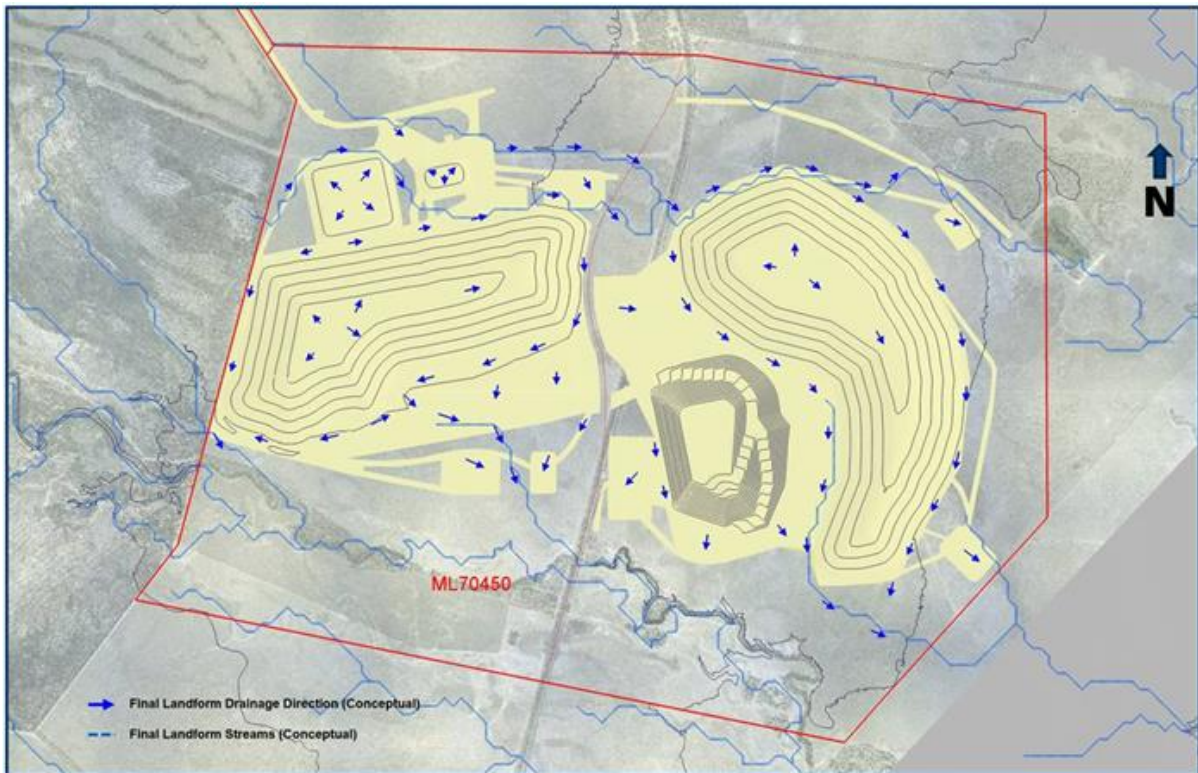 N
ML70450
Final Landform Drainage Direction (Conceptual)
Final Landform Streams (Conceptual)